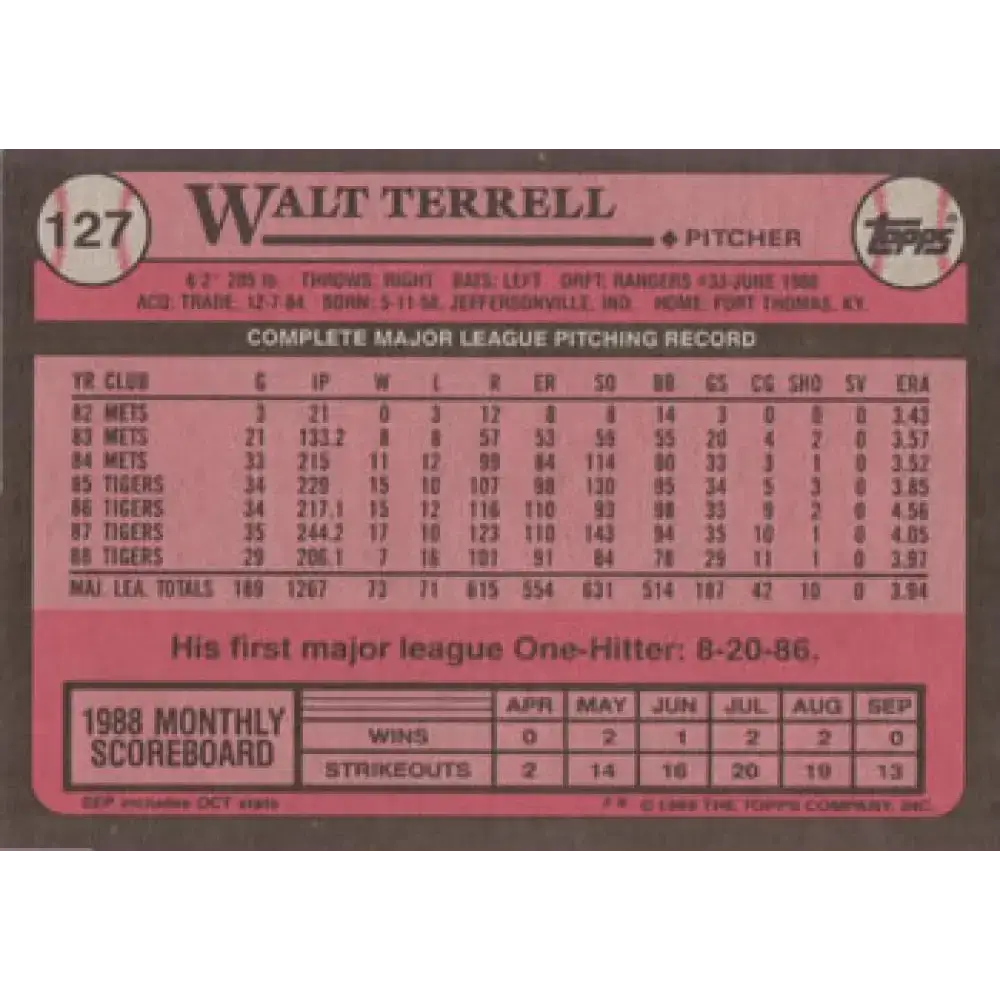 127
WALT TERRELL
PITCHER
TOPPS
6'2" 205 lb. THROWS: RIGHT BATS: LEFT DRFT: RANGERS #33-JUNE 1980
ACQ. TRADE, 12-7-84. BORN: 5-11-58, JEFFERSONVILLE, IND. HOME: FORT THOMAS, KY.
COMPLETE MAJOR LEAGUE PITCHING RECORD
YR CLUB G IP W L R ER SO BB GS CG SHO SV ERA
82 METS 3 21 0 3 12 8 8 14 3 0 0 0 3.43
83 METS 21 133.2 8 8 57 53 59 55 20 4 2 0 3.57
84 METS 33 215 11 12 99 84 114 80 33 3 1 0 3.52
85 TIGERS 34 229 15 10 107 98 130 95 34 5 3 0 3.85
86 TIGERS 34 217.1 15 12 116 110 93 98 33 9 2 0 4.56
87 TIGERS 35 244.2 17 10 123 110 143 94 35 10 1 0 4.05
88 TIGERS 29 206.1 7 16 101 91 84 78 29 11 1 0 3.97
MAJ. LEA. TOTALS 189 1267 73 71 615 554 631 514 187 42 10 0 3.94
His first major league One-Hitter: 8-20-86.
1988 MONTHLY SCOREBOARD
APR MAY JUN JUL AUG SEP
WINS 0 2 1 2 2 0
STRIKEOUTS 2 14 16 20 19 13
SEP includes OCT stats
© 1989 THE TOPPS COMPANY, INC.